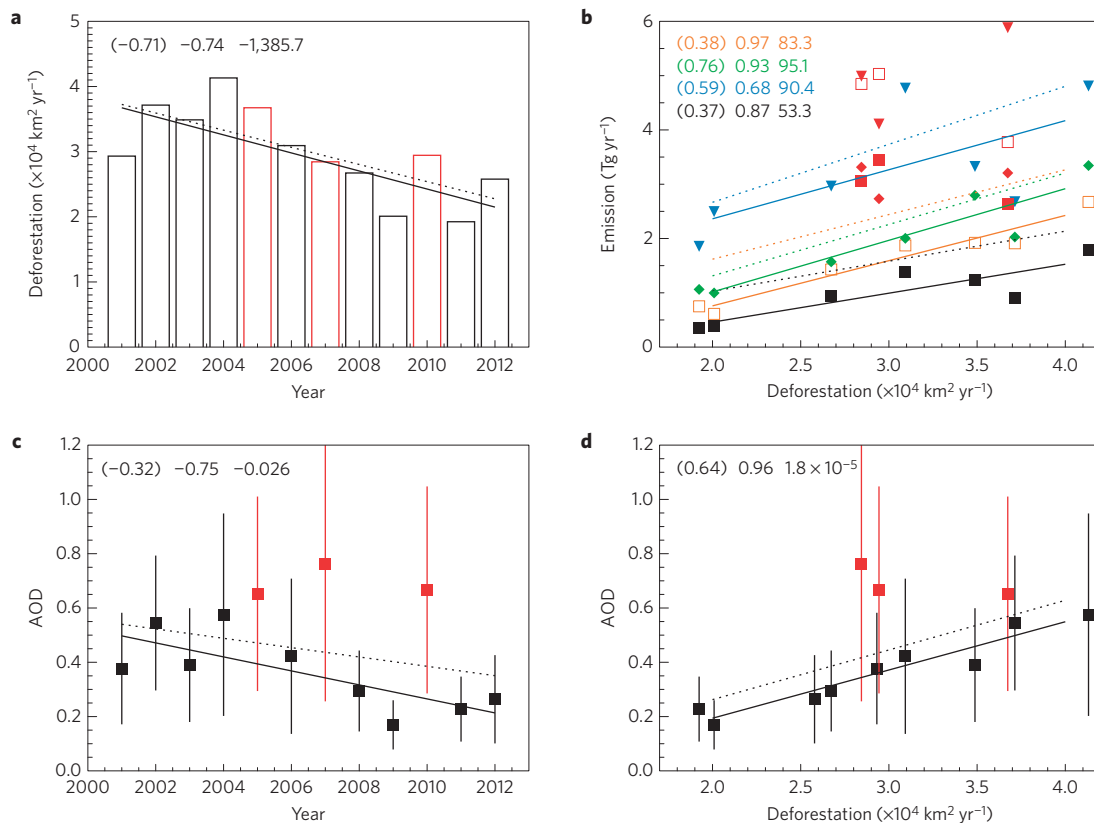 a
(−0.71) −0.74 −1,385.7
5
4
3
2
1
0
Deforestation (×10⁴ km² yr⁻¹)
2000 2002 2004 2006 2008 2010 2012
Year
b
(0.38) 0.97 83.3
(0.76) 0.93 95.1
(0.59) 0.68 90.4
(0.37) 0.87 53.3
6
4
2
0
Emission (Tg yr⁻¹)
2.0 2.5 3.0 3.5 4.0
Deforestation (×10⁴ km² yr⁻¹)
c
(−0.32) −0.75 −0.026
1.2
1.0
0.8
0.6
0.4
0.2
0.0
AOD
2000 2002 2004 2006 2008 2010 2012
Year
d
(0.64) 0.96 1.8 × 10⁻⁵
1.2
1.0
0.8
0.6
0.4
0.2
0.0
AOD
2.0 2.5 3.0 3.5 4.0
Deforestation (×10⁴ km² yr⁻¹)